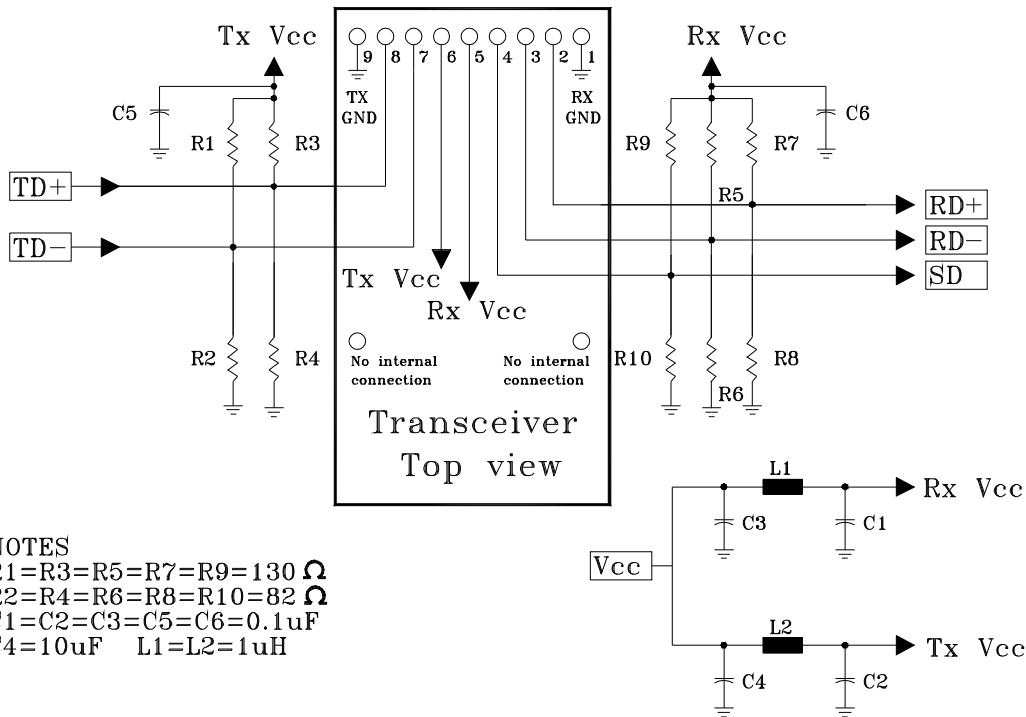 Tx Vcc
Rx Vcc
9 8 7 6 5 4 3 2 1
TX
GND
RX
GND
C5
C6
R1
R3
R9
R7
TD+
R5
RD+
TD-
RD-
Tx Vcc
SD
Rx Vcc
R2
R4
R10
R8
R6
No internal
connection
No internal
connection
Transceiver
Top view
L1
Rx Vcc
C3
C1
Vcc
L2
Tx Vcc
C4
C2
NOTES
R1=R3=R5=R7=R9=130 Ω
R2=R4=R6=R8=R10=82 Ω
C1=C2=C3=C5=C6=0.1uF
C4=10uF L1=L2=1uH